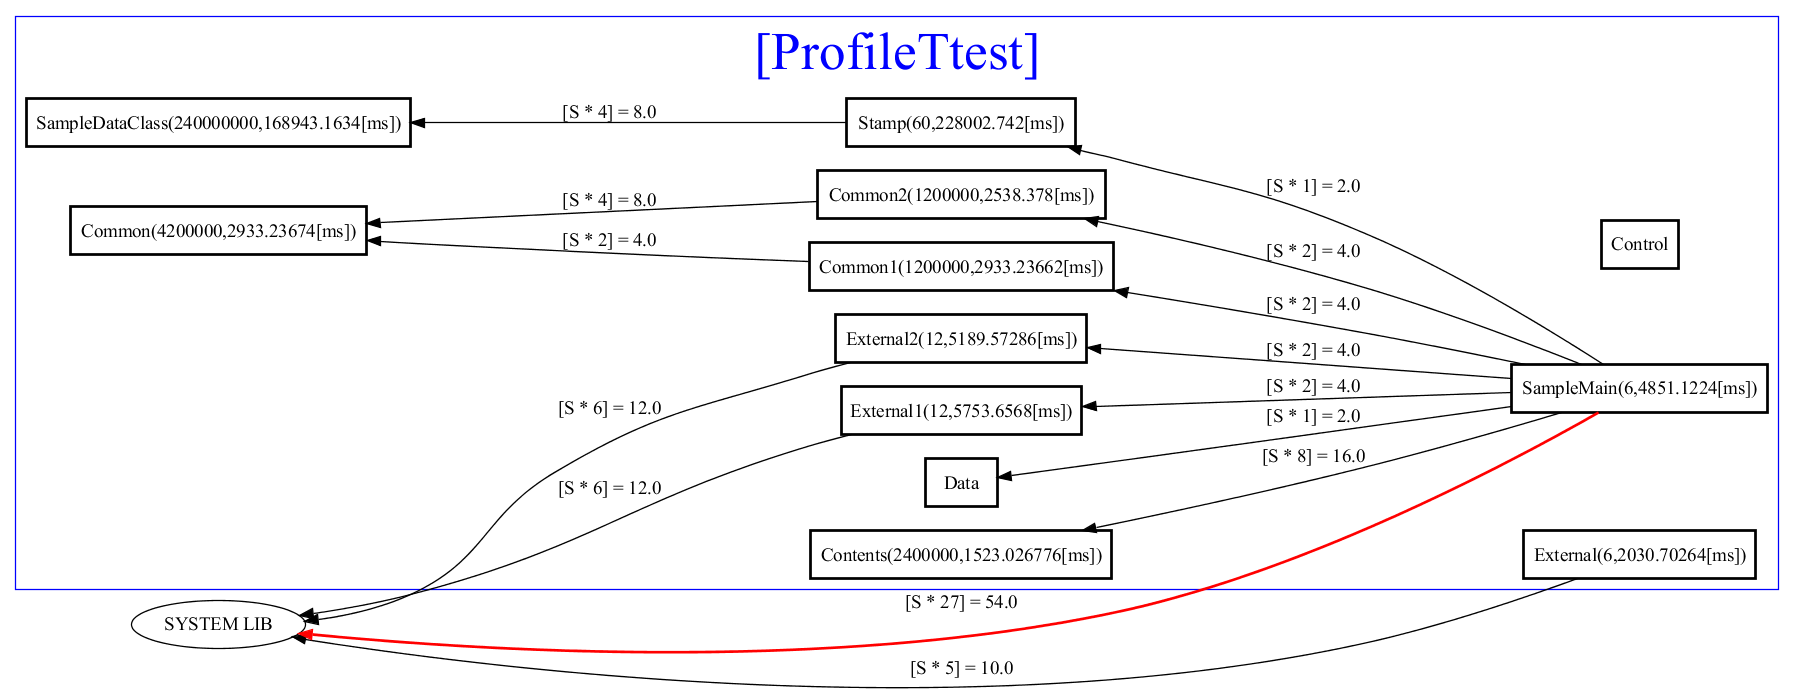 [ProfileTtest]
[S * 4] = 8.0
SampleDataClass(240000000,168943.1634[ms])
Stamp(60,228002.742[ms])
[S * 1] = 2.0
Common2(1200000,2538.378[ms])
[S * 4] = 8.0
Common(4200000,2933.23674[ms])
[S * 2] = 4.0
[S * 2] = 4.0
Control
Common1(1200000,2933.23662[ms])
[S * 2] = 4.0
External2(12,5189.57286[ms])
[S * 2] = 4.0
[S * 2] = 4.0
SampleMain(6,4851.1224[ms])
[S * 6] = 12.0
External1(12,5753.6568[ms])
[S * 1] = 2.0
[S * 8] = 16.0
Data
[S * 6] = 12.0
Contents(2400000,1523.026776[ms])
External(6,2030.70264[ms])
[S * 27] = 54.0
SYSTEM LIB
[S * 5] = 10.0